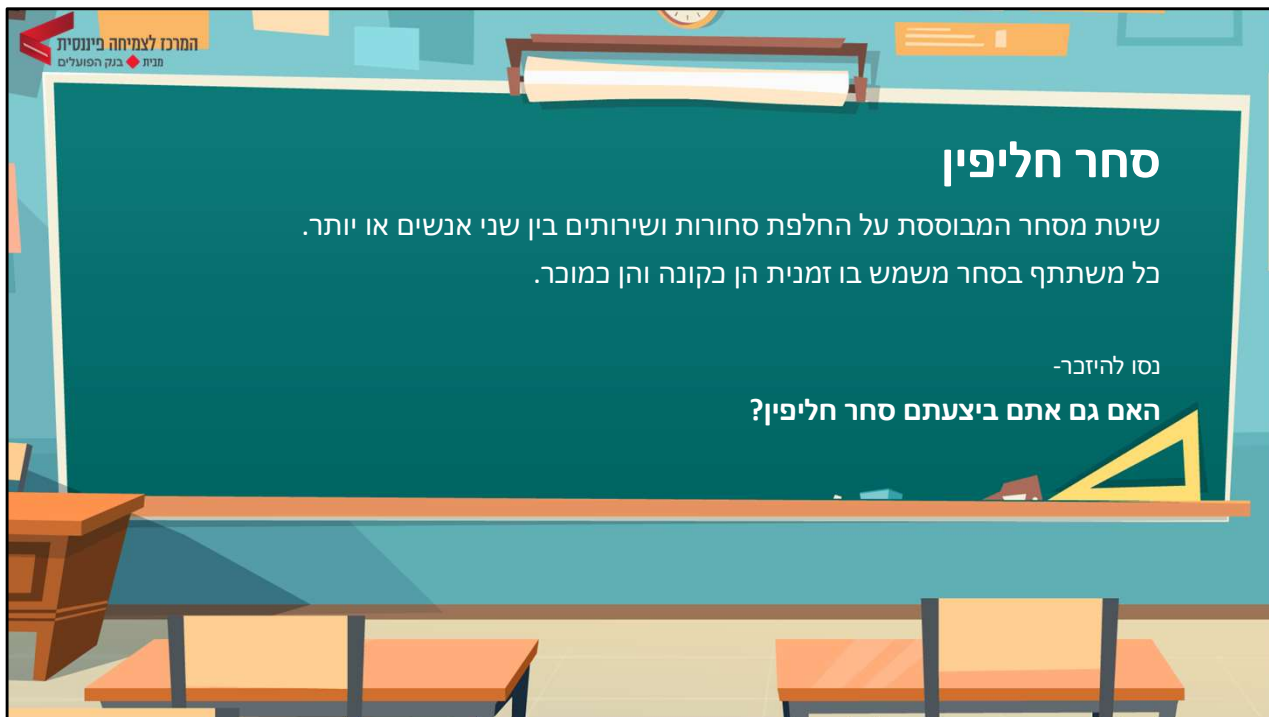 המרכז לצמיחה פיננסית
מבית בנק הפועלים
סחר חליפין
שיטת מסחר המבוססת על החלפת סחורות ושירותים בין שני אנשים או יותר.
כל משתתף בסחר משמש בו זמנית הן כקונה והן כמוכר.
נסו להיזכר-
האם גם אתם ביצעתם סחר חליפין?